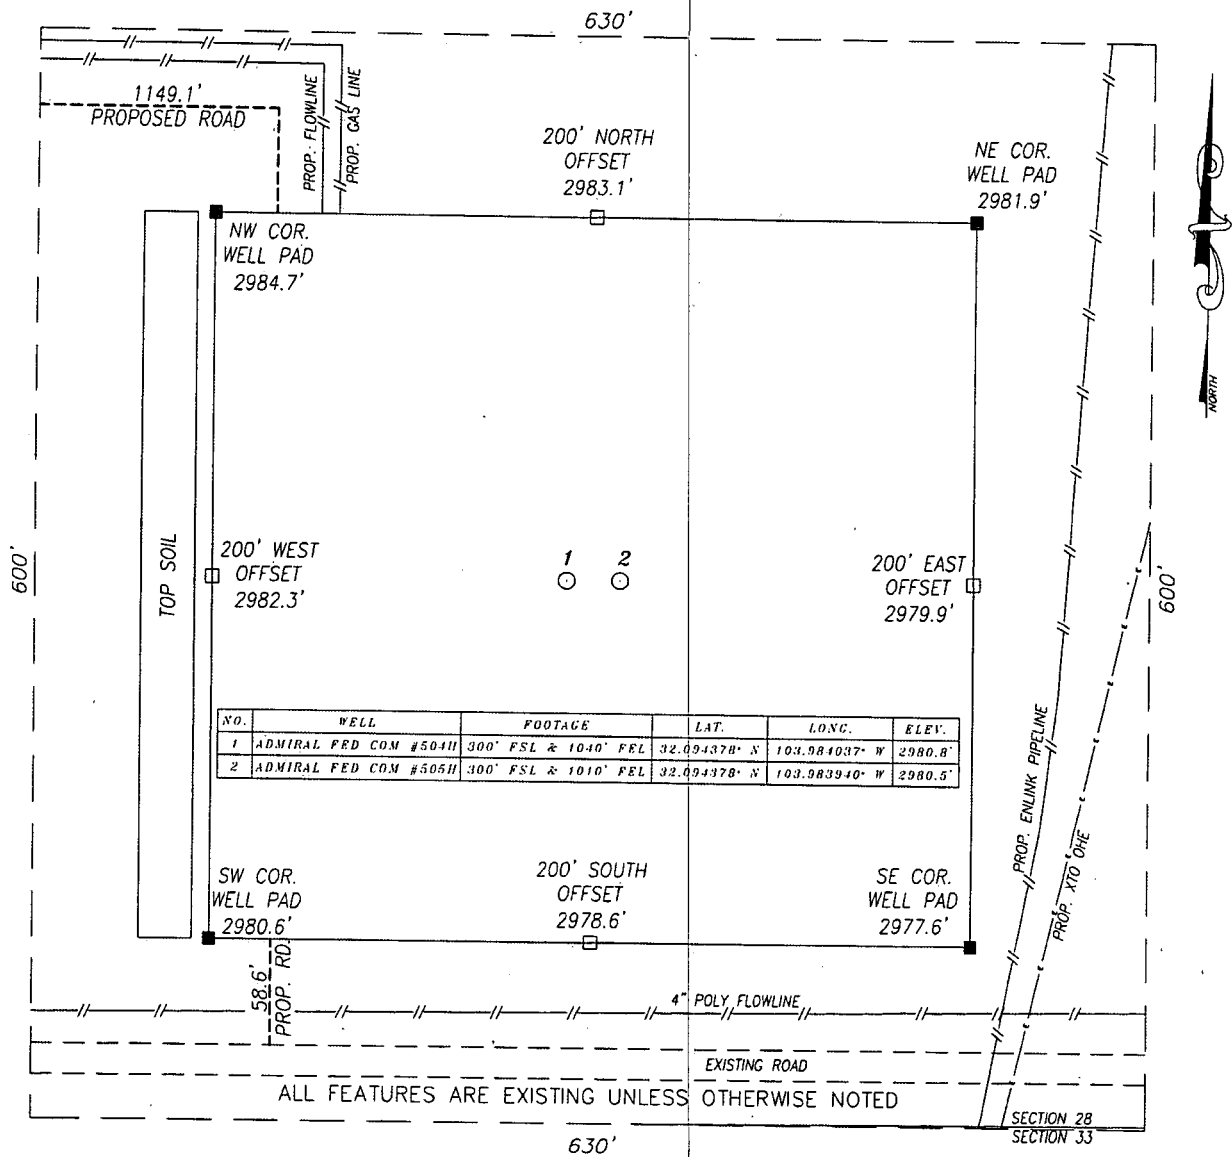 630'
1149.1'
PROPOSED ROAD
PROP. FLOWLINE
PROP. GAS LINE
200' NORTH
OFFSET
2983.1'
NE COR.
WELL PAD
2981.9'
NORTH
NW COR.
WELL PAD
2984.7'
600'
TOP SOIL
200' WEST
OFFSET
2982.3'
1
2
200' EAST
OFFSET
2979.9'
600'
NO. WELL FOOTAGE LAT. LONG. ELEV.
1 ADMIRAL FED COM #504H 300' FSL & 1040' FEL 32.094378° N 103.984037° W 2980.8'
2 ADMIRAL FED COM #505H 300' FSL & 1010' FEL 32.094378° N 103.983940° W 2980.5'
PROP. ENLINK PIPELINE
PROP. XTO OHE
SW COR.
WELL PAD
2980.6'
200' SOUTH
OFFSET
2978.6'
SE COR.
WELL PAD
2977.6'
58.6'
PROP. RD.
4" POLY FLOWLINE
EXISTING ROAD
ALL FEATURES ARE EXISTING UNLESS OTHERWISE NOTED
SECTION 28
SECTION 33
630'